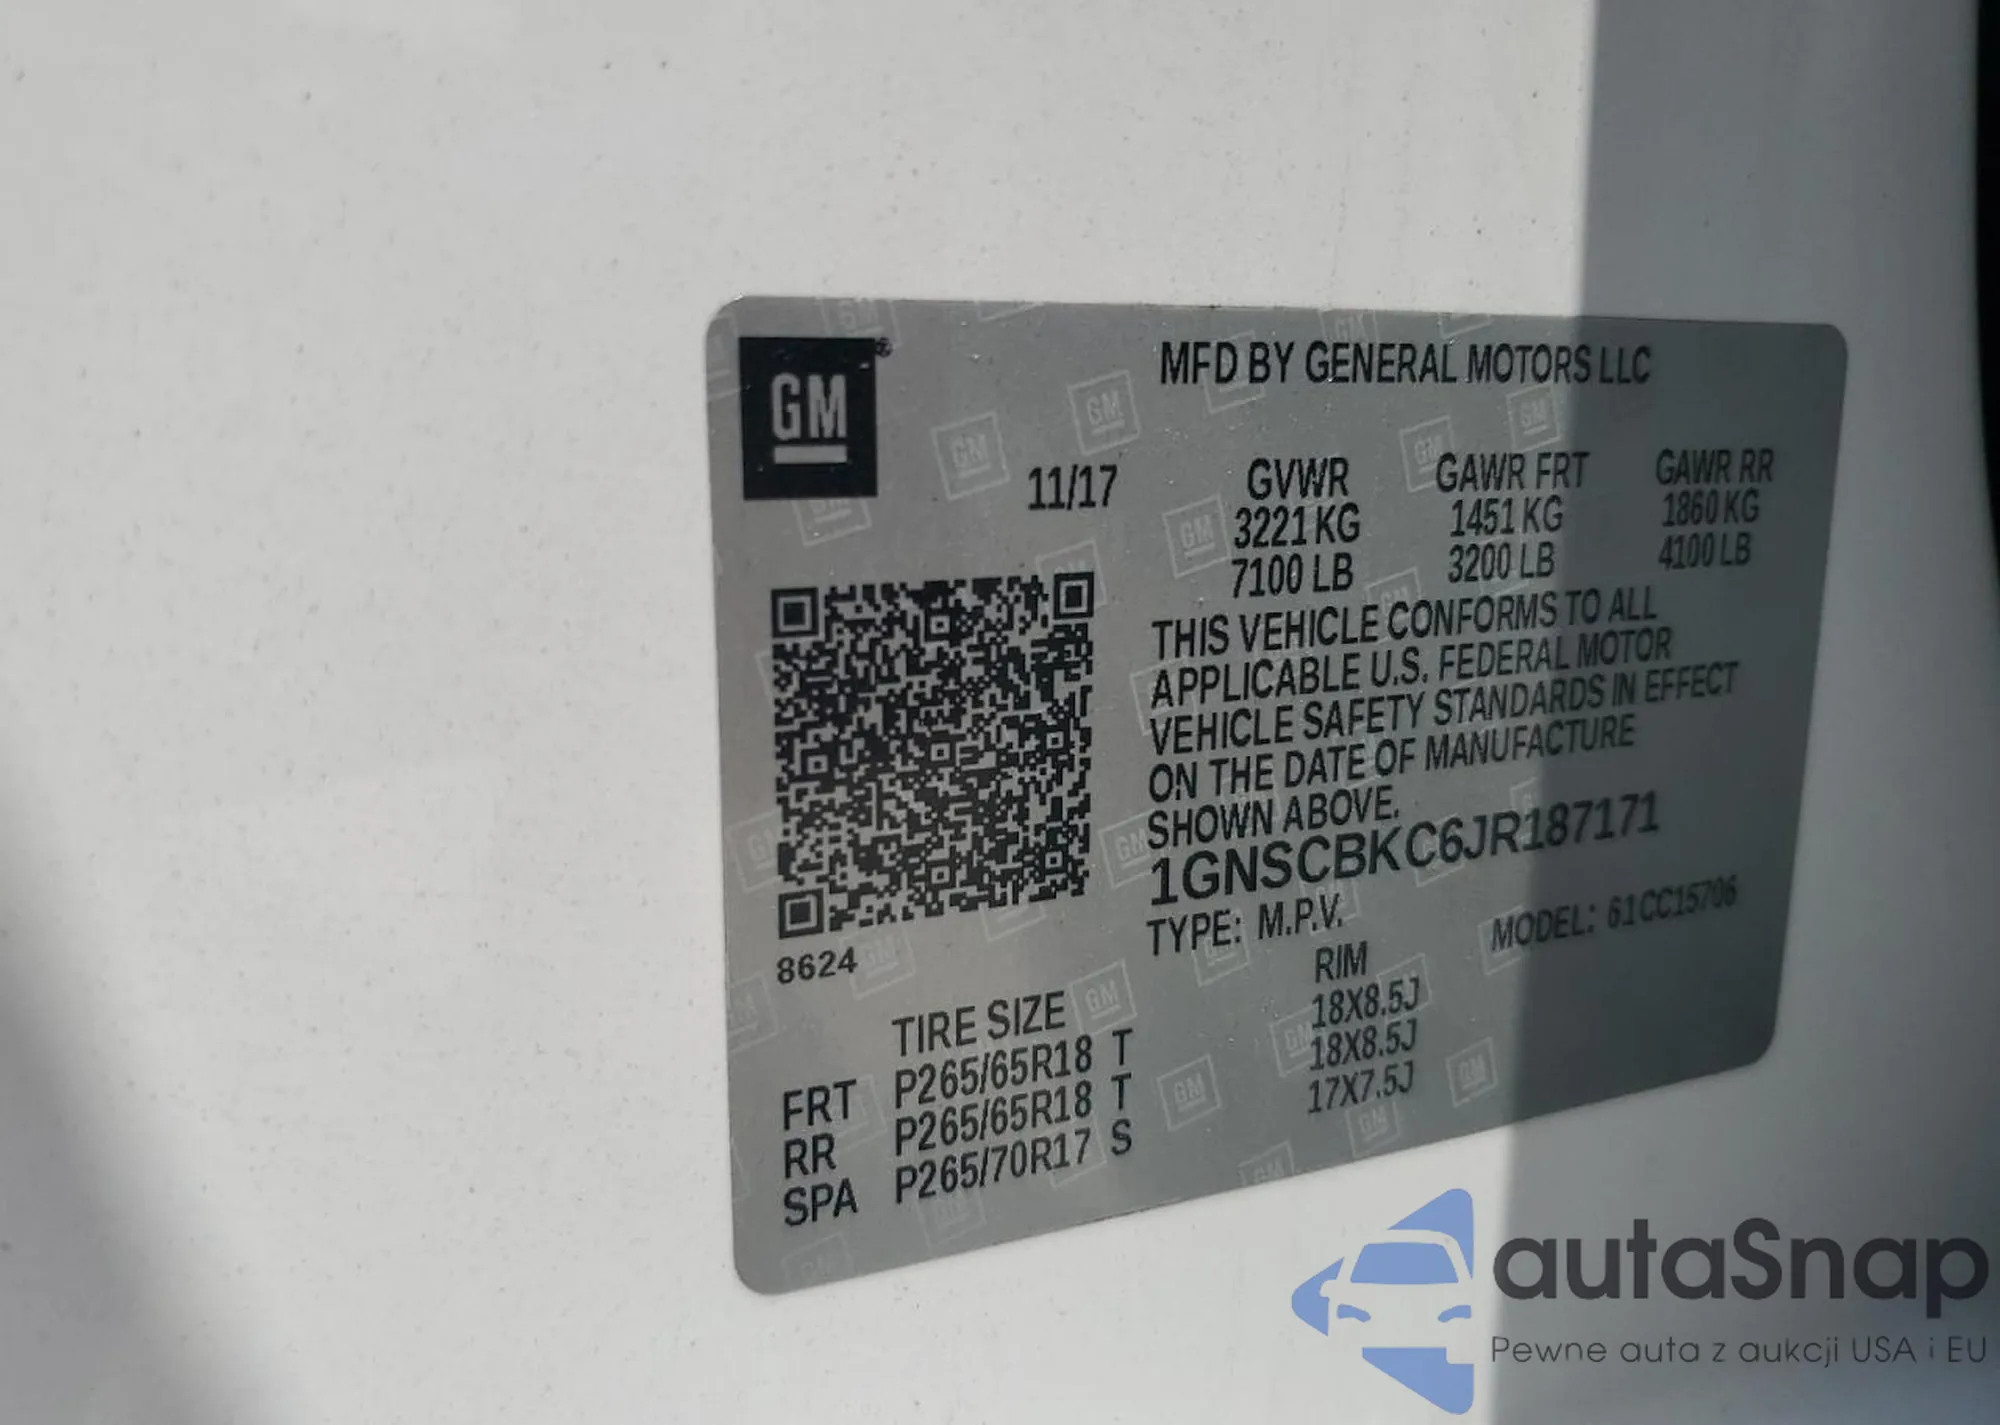 GM®
MFD BY GENERAL MOTORS LLC
11/17
GVWR GAWR FRT GAWR RR
3221 KG 1451 KG 1860 KG
7100 LB 3200 LB 4100 LB
THIS VEHICLE CONFORMS TO ALL
APPLICABLE U.S. FEDERAL MOTOR
VEHICLE SAFETY STANDARDS IN EFFECT
ON THE DATE OF MANUFACTURE
SHOWN ABOVE.
1GNSCBKC6JR187171
TYPE: M.P.V. MODEL: 61CC15706
8624
TIRE SIZE RIM
FRT P265/65R18 T 18X8.5J
RR P265/65R18 T 18X8.5J
SPA P265/70R17 S 17X7.5J
autaSnap
Pewne auta z aukcji USA i EU